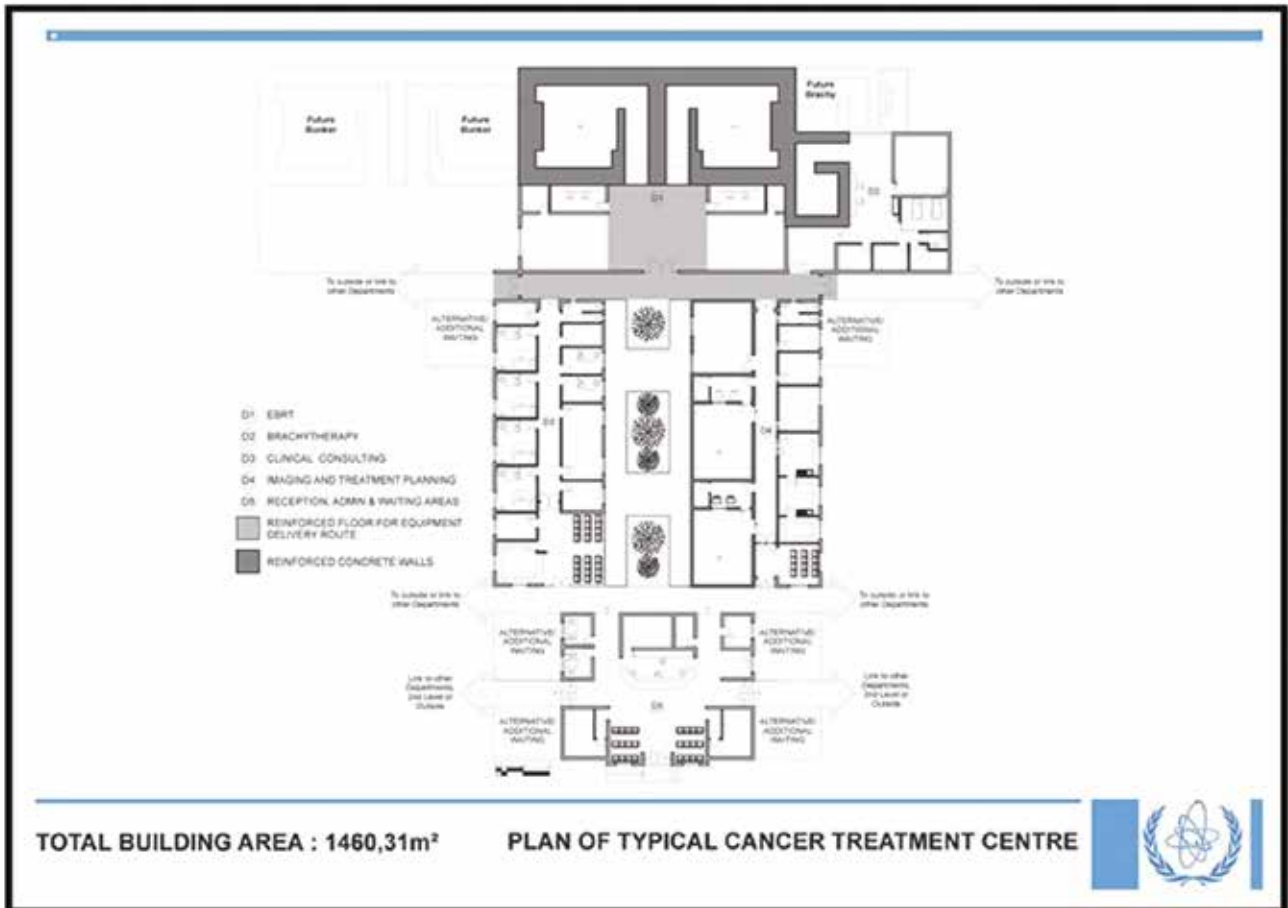 Future
Bunker
Future
Bunker
Future
Brachy
D1
D2
To outside or link to
other Departments
To outside or link to
other Departments
ALTERNATIVE/
ADDITIONAL
WAITING
ALTERNATIVE/
ADDITIONAL
WAITING
D3
D4
D1 EBRT
D2 BRACHYTHERAPY
D3 CLINICAL CONSULTING
D4 IMAGING AND TREATMENT PLANNING
D5 RECEPTION, ADMIN & WAITING AREAS
REINFORCED FLOOR FOR EQUIPMENT
DELIVERY ROUTE
REINFORCED CONCRETE WALLS
To outside or link to
other Departments
To outside or link to
other Departments
ALTERNATIVE/
ADDITIONAL
WAITING
ALTERNATIVE/
ADDITIONAL
WAITING
Link to other
Departments,
2nd Level or
Outside
Link to other
Departments,
2nd Level or
Outside
D5
ALTERNATIVE/
ADDITIONAL
WAITING
ALTERNATIVE/
ADDITIONAL
WAITING
TOTAL BUILDING AREA : 1460,31m²
PLAN OF TYPICAL CANCER TREATMENT CENTRE